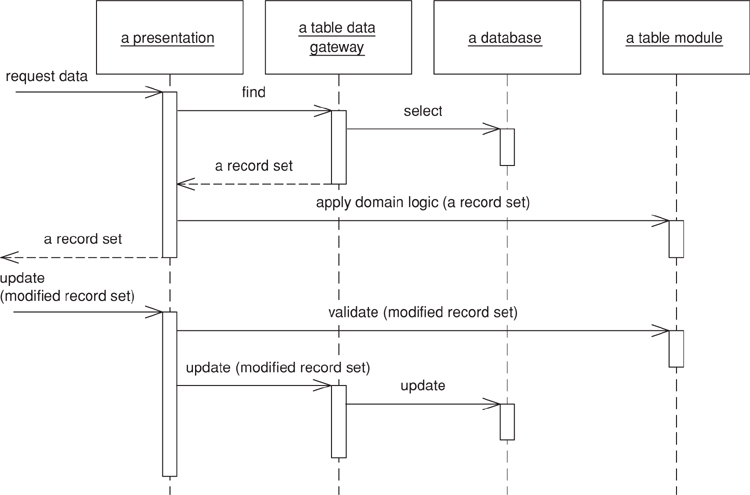 a presentation
a table data
gateway
a database
a table module
request data
find
select
a record set
apply domain logic (a record set)
a record set
update
(modified record set)
validate (modified record set)
update (modified record set)
update